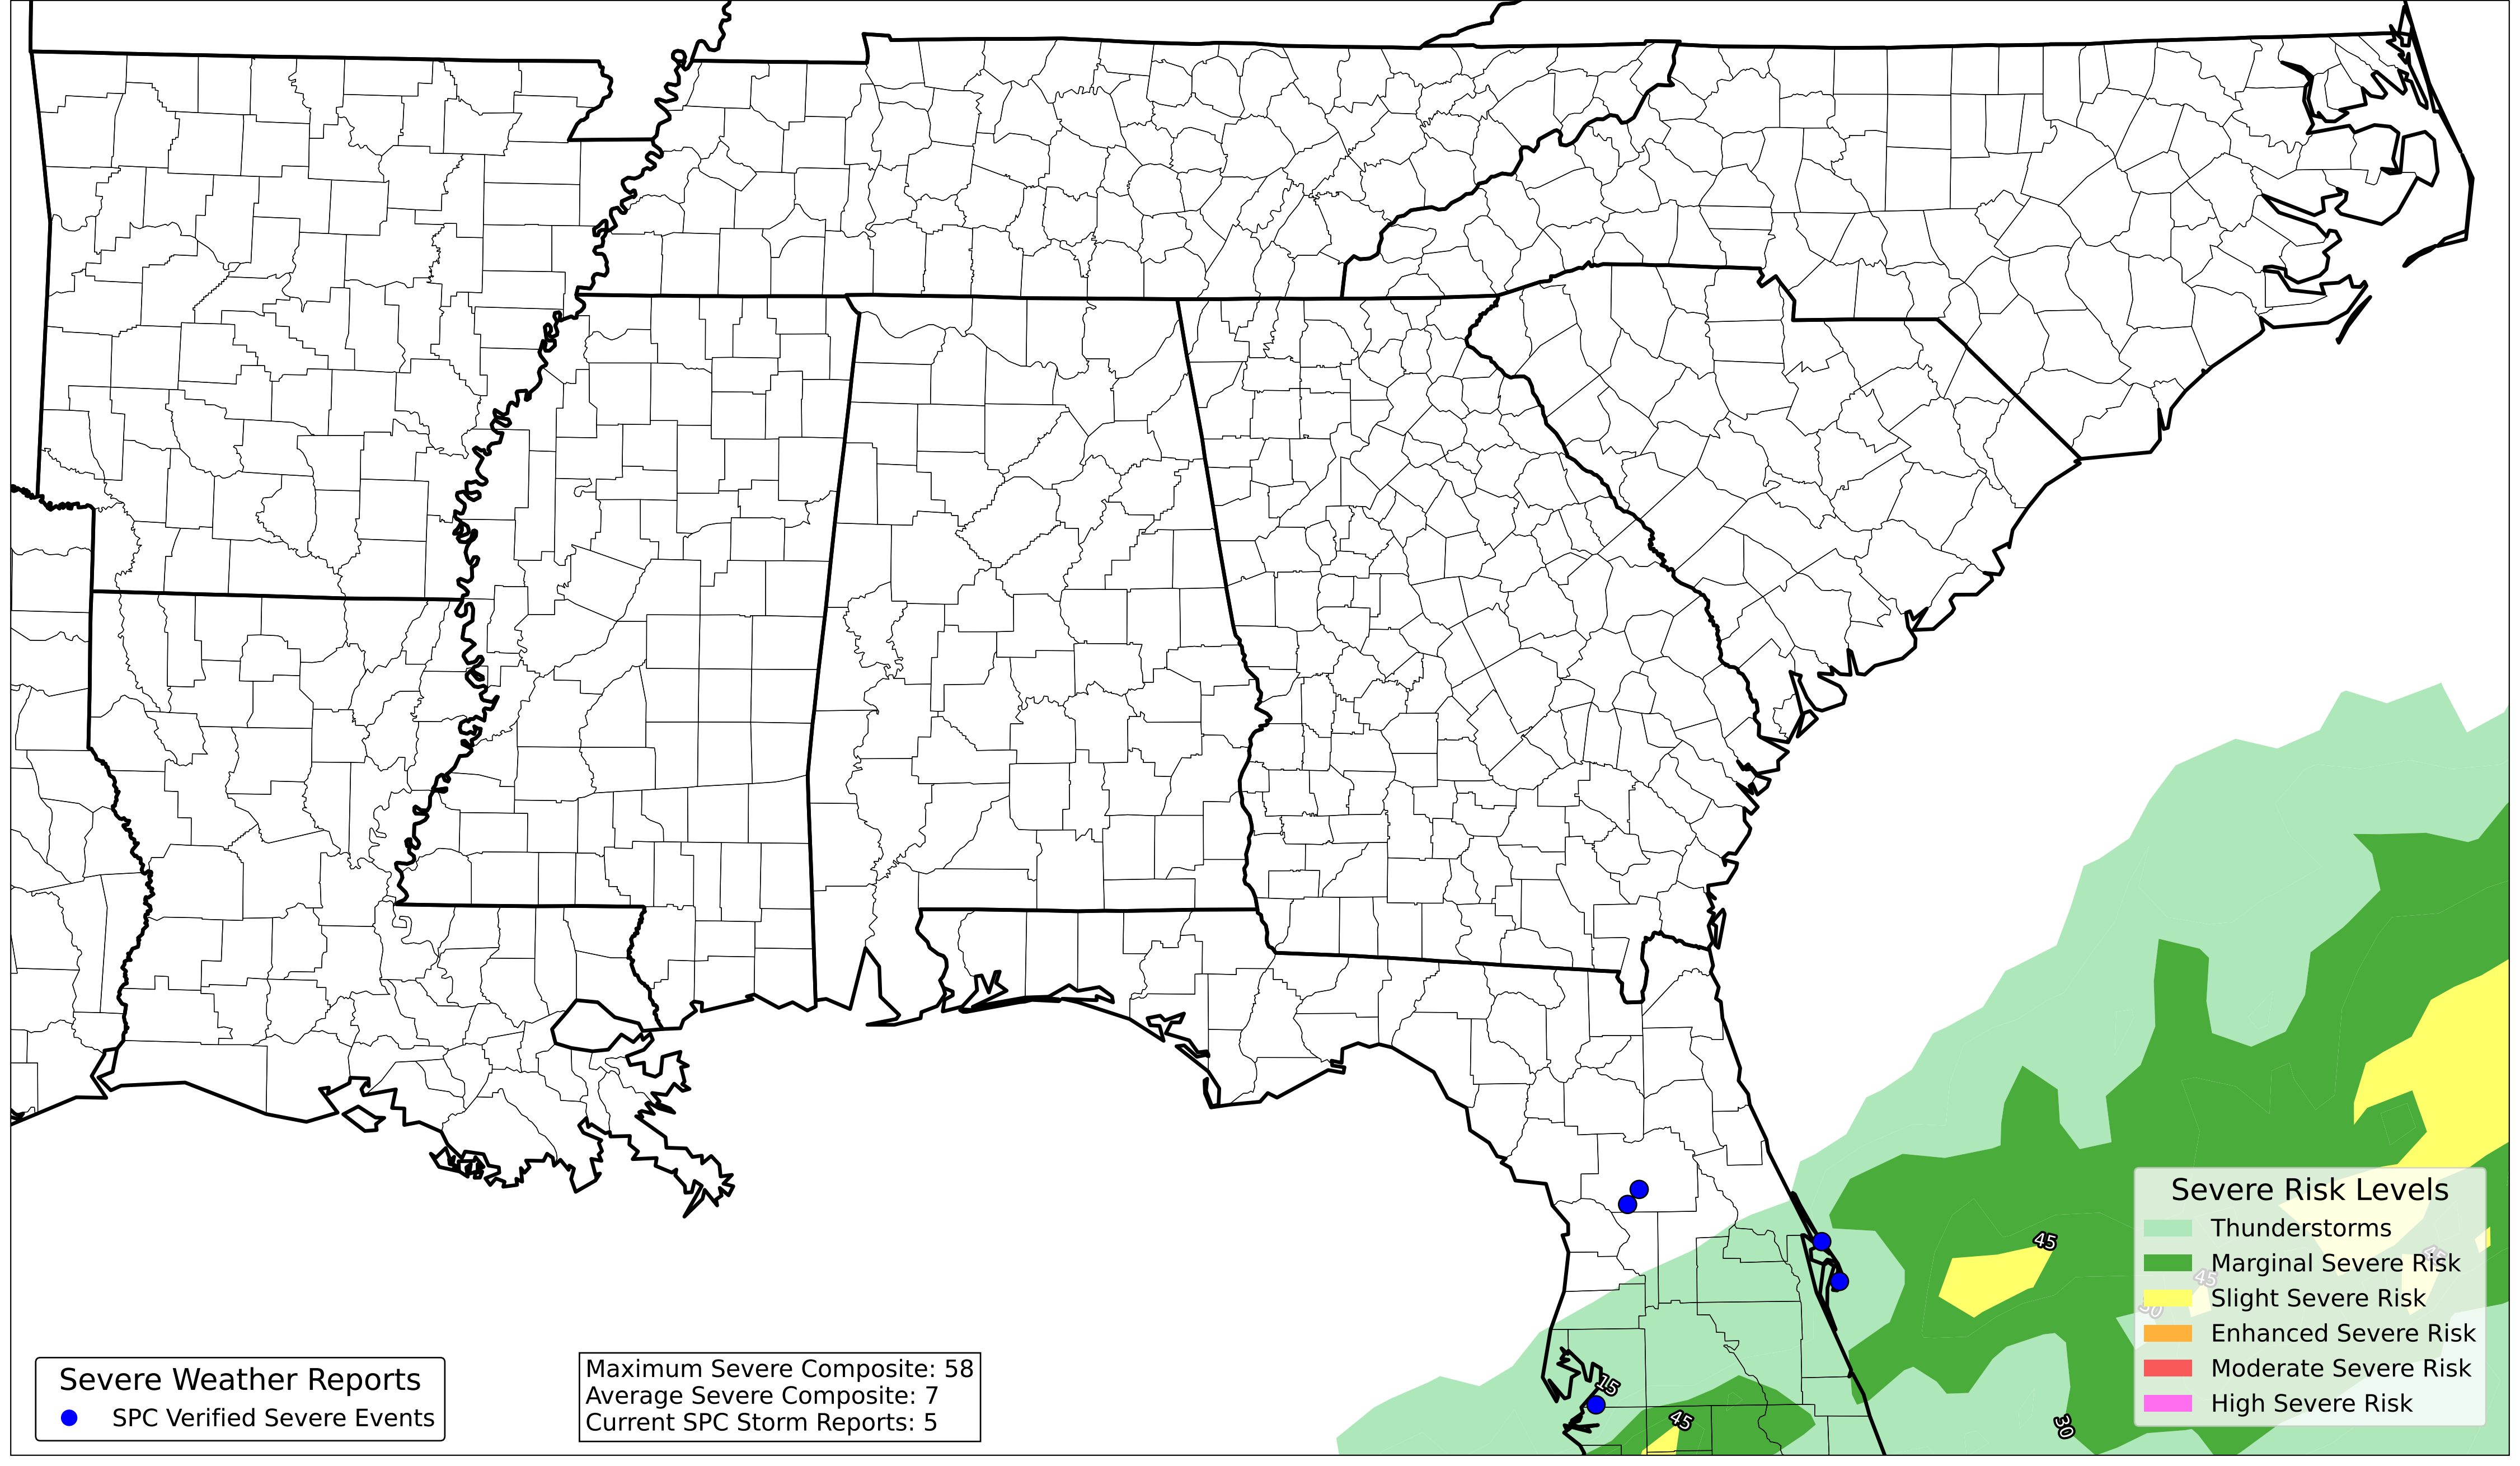 45
45
45
30
15
45
30
Severe Risk Levels
Thunderstorms
Marginal Severe Risk
Slight Severe Risk
Enhanced Severe Risk
Moderate Severe Risk
High Severe Risk
Severe Weather Reports
SPC Verified Severe Events
Maximum Severe Composite: 58
Average Severe Composite: 7
Current SPC Storm Reports: 5